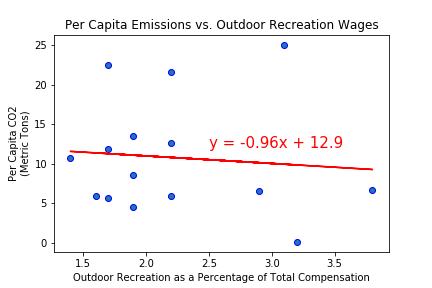 Per Capita Emissions vs. Outdoor Recreation Wages
Per Capita CO2
(Metric Tons)
25
20
15
10
5
0
y = -0.96x + 12.9
1.5 2.0 2.5 3.0 3.5
Outdoor Recreation as a Percentage of Total Compensation